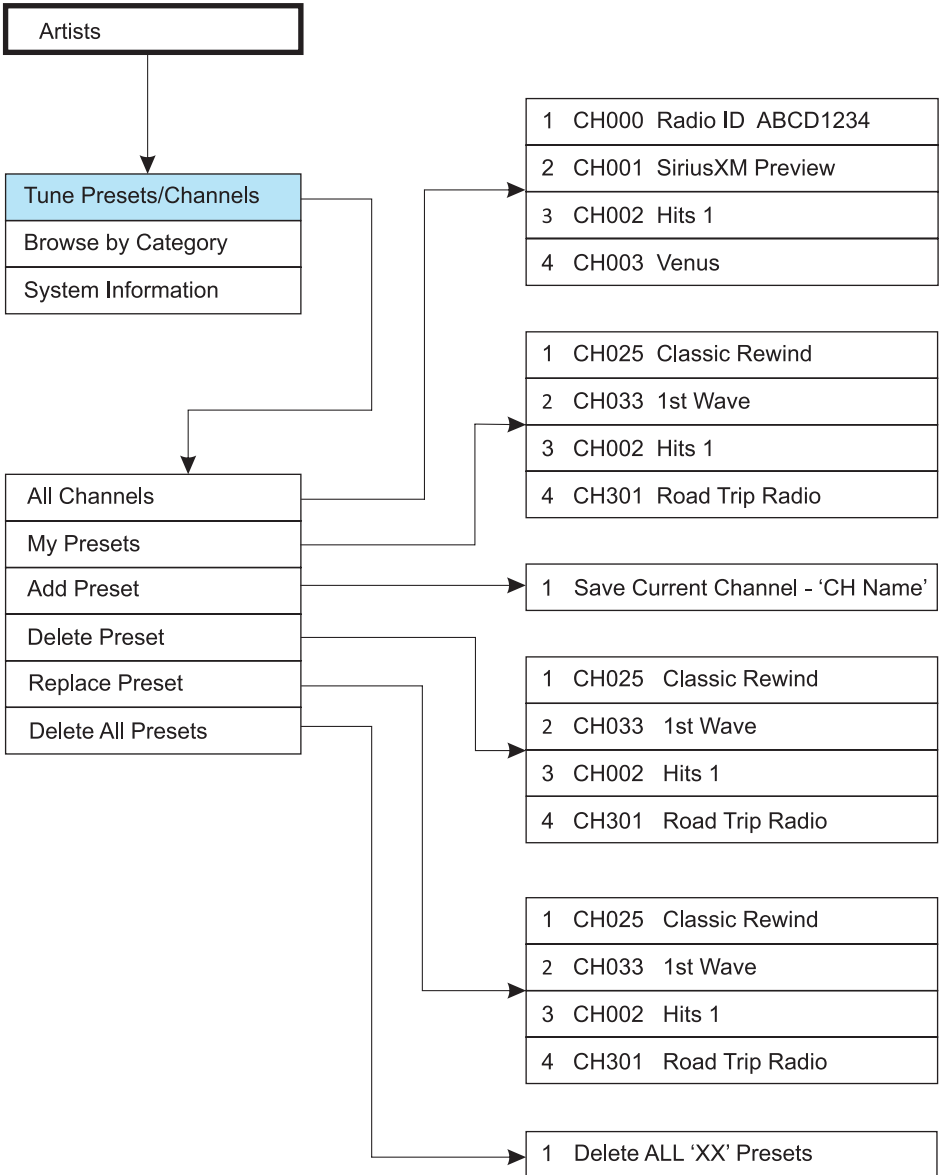 Artists
Tune Presets/Channels
Browse by Category
System Information
All Channels
My Presets
Add Preset
Delete Preset
Replace Preset
Delete All Presets
1 CH000 Radio ID ABCD1234
2 CH001 SiriusXM Preview
3 CH002 Hits 1
4 CH003 Venus
1 CH025 Classic Rewind
2 CH033 1st Wave
3 CH002 Hits 1
4 CH301 Road Trip Radio
1 Save Current Channel - ‘CH Name’
1 CH025 Classic Rewind
2 CH033 1st Wave
3 CH002 Hits 1
4 CH301 Road Trip Radio
1 CH025 Classic Rewind
2 CH033 1st Wave
3 CH002 Hits 1
4 CH301 Road Trip Radio
1 Delete ALL ‘XX’ Presets